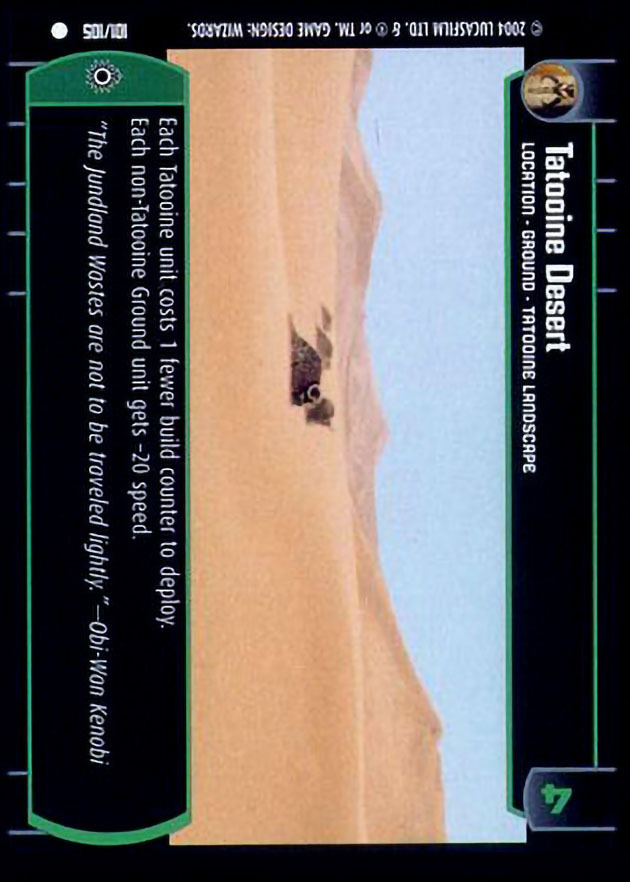 Tatooine Desert
LOCATION • GROUND • TATOOINE LANDSCAPE
4
Each Tatooine unit costs 1 fewer build counter to deploy.
Each non-Tatooine Ground unit gets -20 speed.
"The Jundland Wastes are not to be traveled lightly." —Obi-Wan Kenobi
© 2004 LUCASFILM LTD. & ® or TM. GAME DESIGN: WIZARDS.
101/105